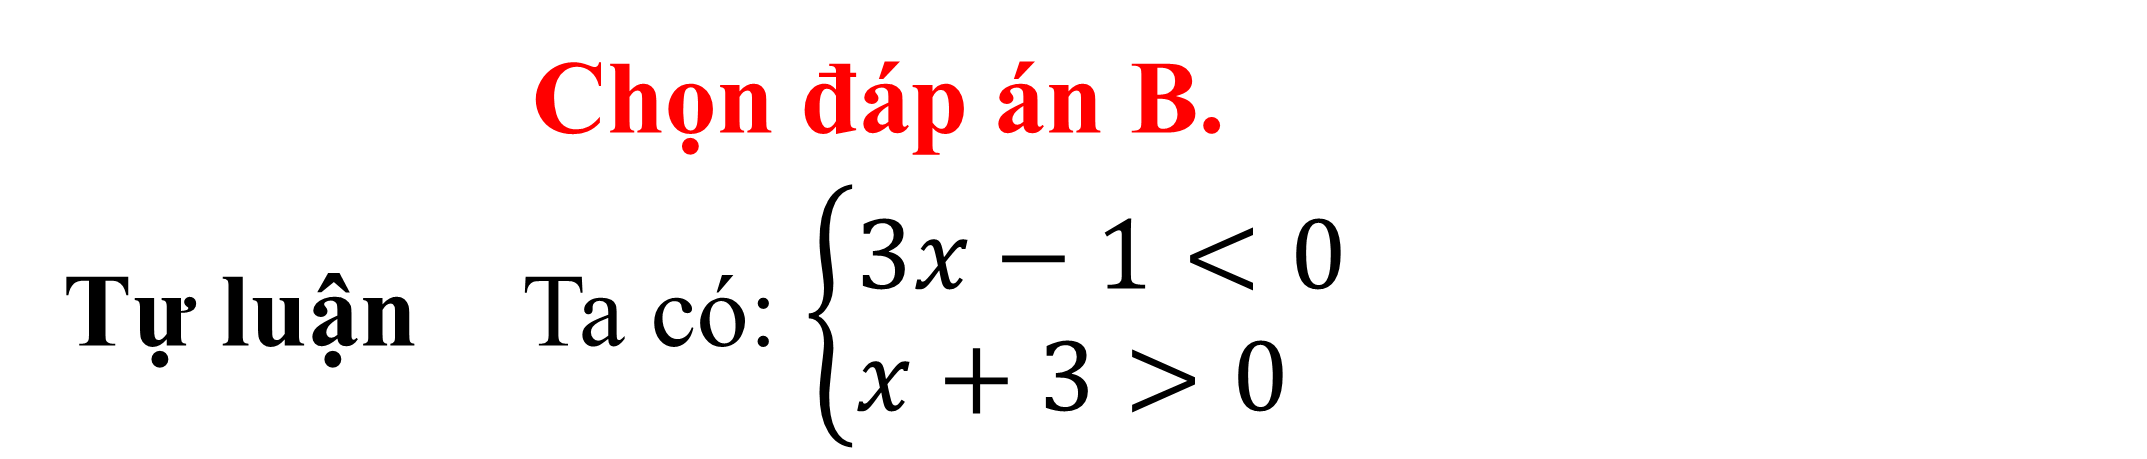 Chọn đáp án B.
Tự luận Ta có: { 3x − 1 < 0
x + 3 > 0